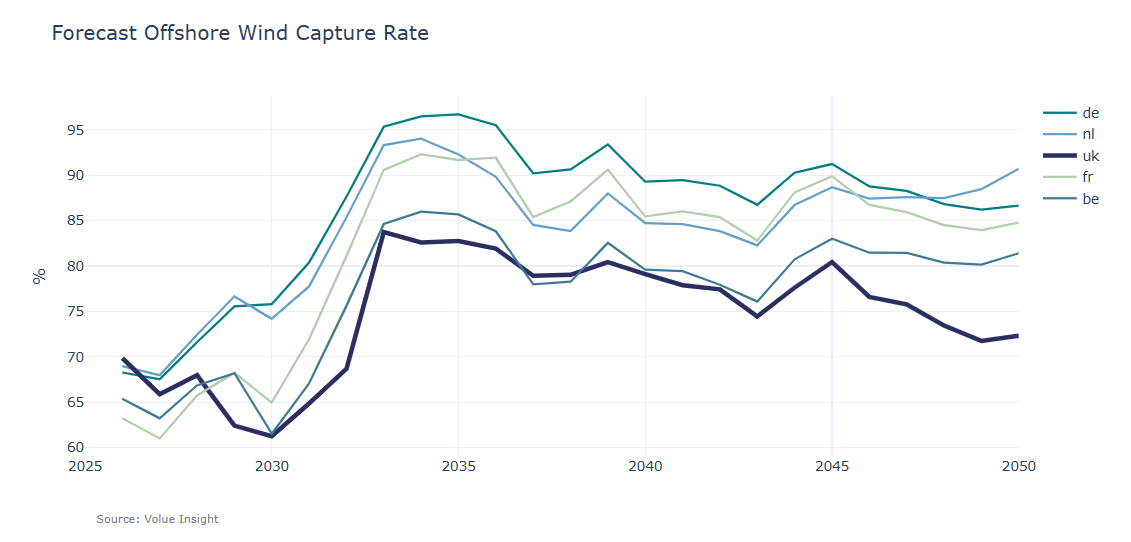 Forecast Offshore Wind Capture Rate
de
nl
uk
fr
be
%
95
90
85
80
75
70
65
60
2025
2030
2035
2040
2045
2050
Source: Volue Insight